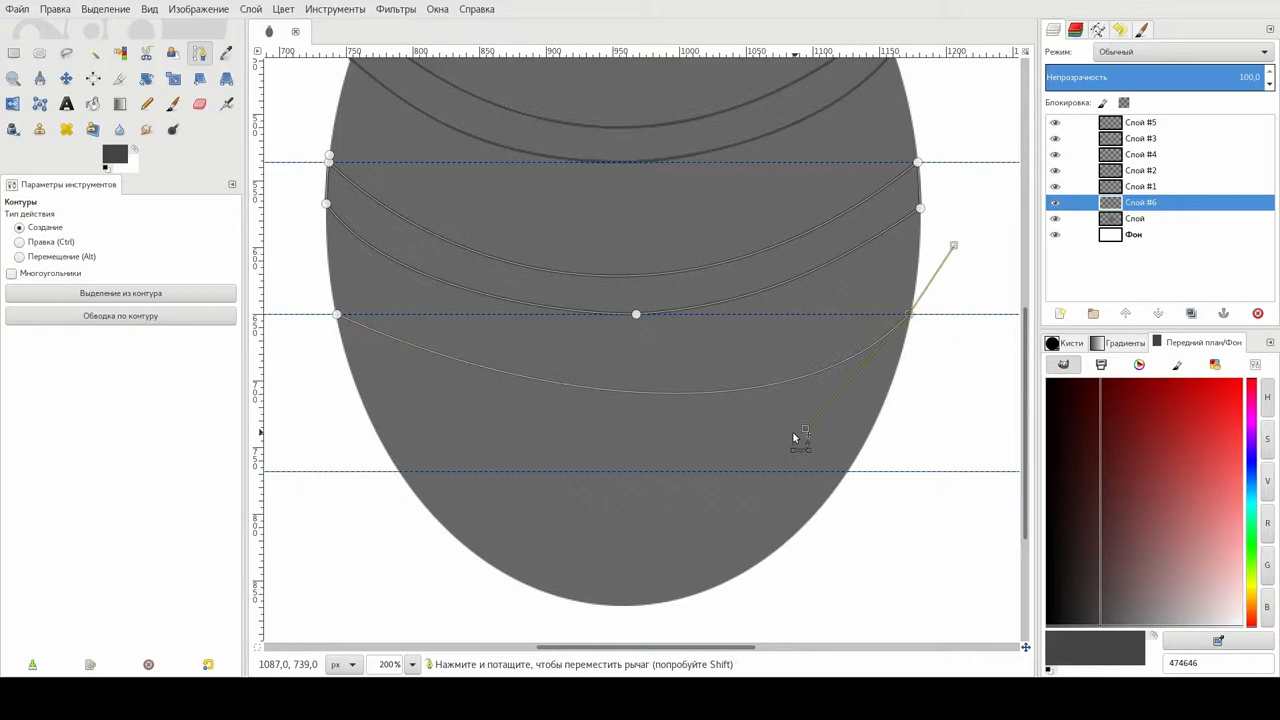 Файл Правка Выделение Вид Изображение Слой Цвет Инструменты Фильтры Окна Справка
700 750 800 850 900 950 1000 1050 1100 1150 1200
Режим: Обычный
Непрозрачность 100,0
Блокировка:
Слой #5
Слой #3
Слой #4
Слой #2
Слой #1
Слой #6
Слой
Фон
Параметры инструментов
Контуры
Тип действия
Создание
Правка (Ctrl)
Перемещение (Alt)
Многоугольники
Выделение из контура
Обводка по контуру
Кисти Градиенты Передний план/Фон
H
S
V
R
G
B
474646
1087,0, 739,0 px 200% Нажмите и потащите, чтобы переместить рычаг (попробуйте Shift)